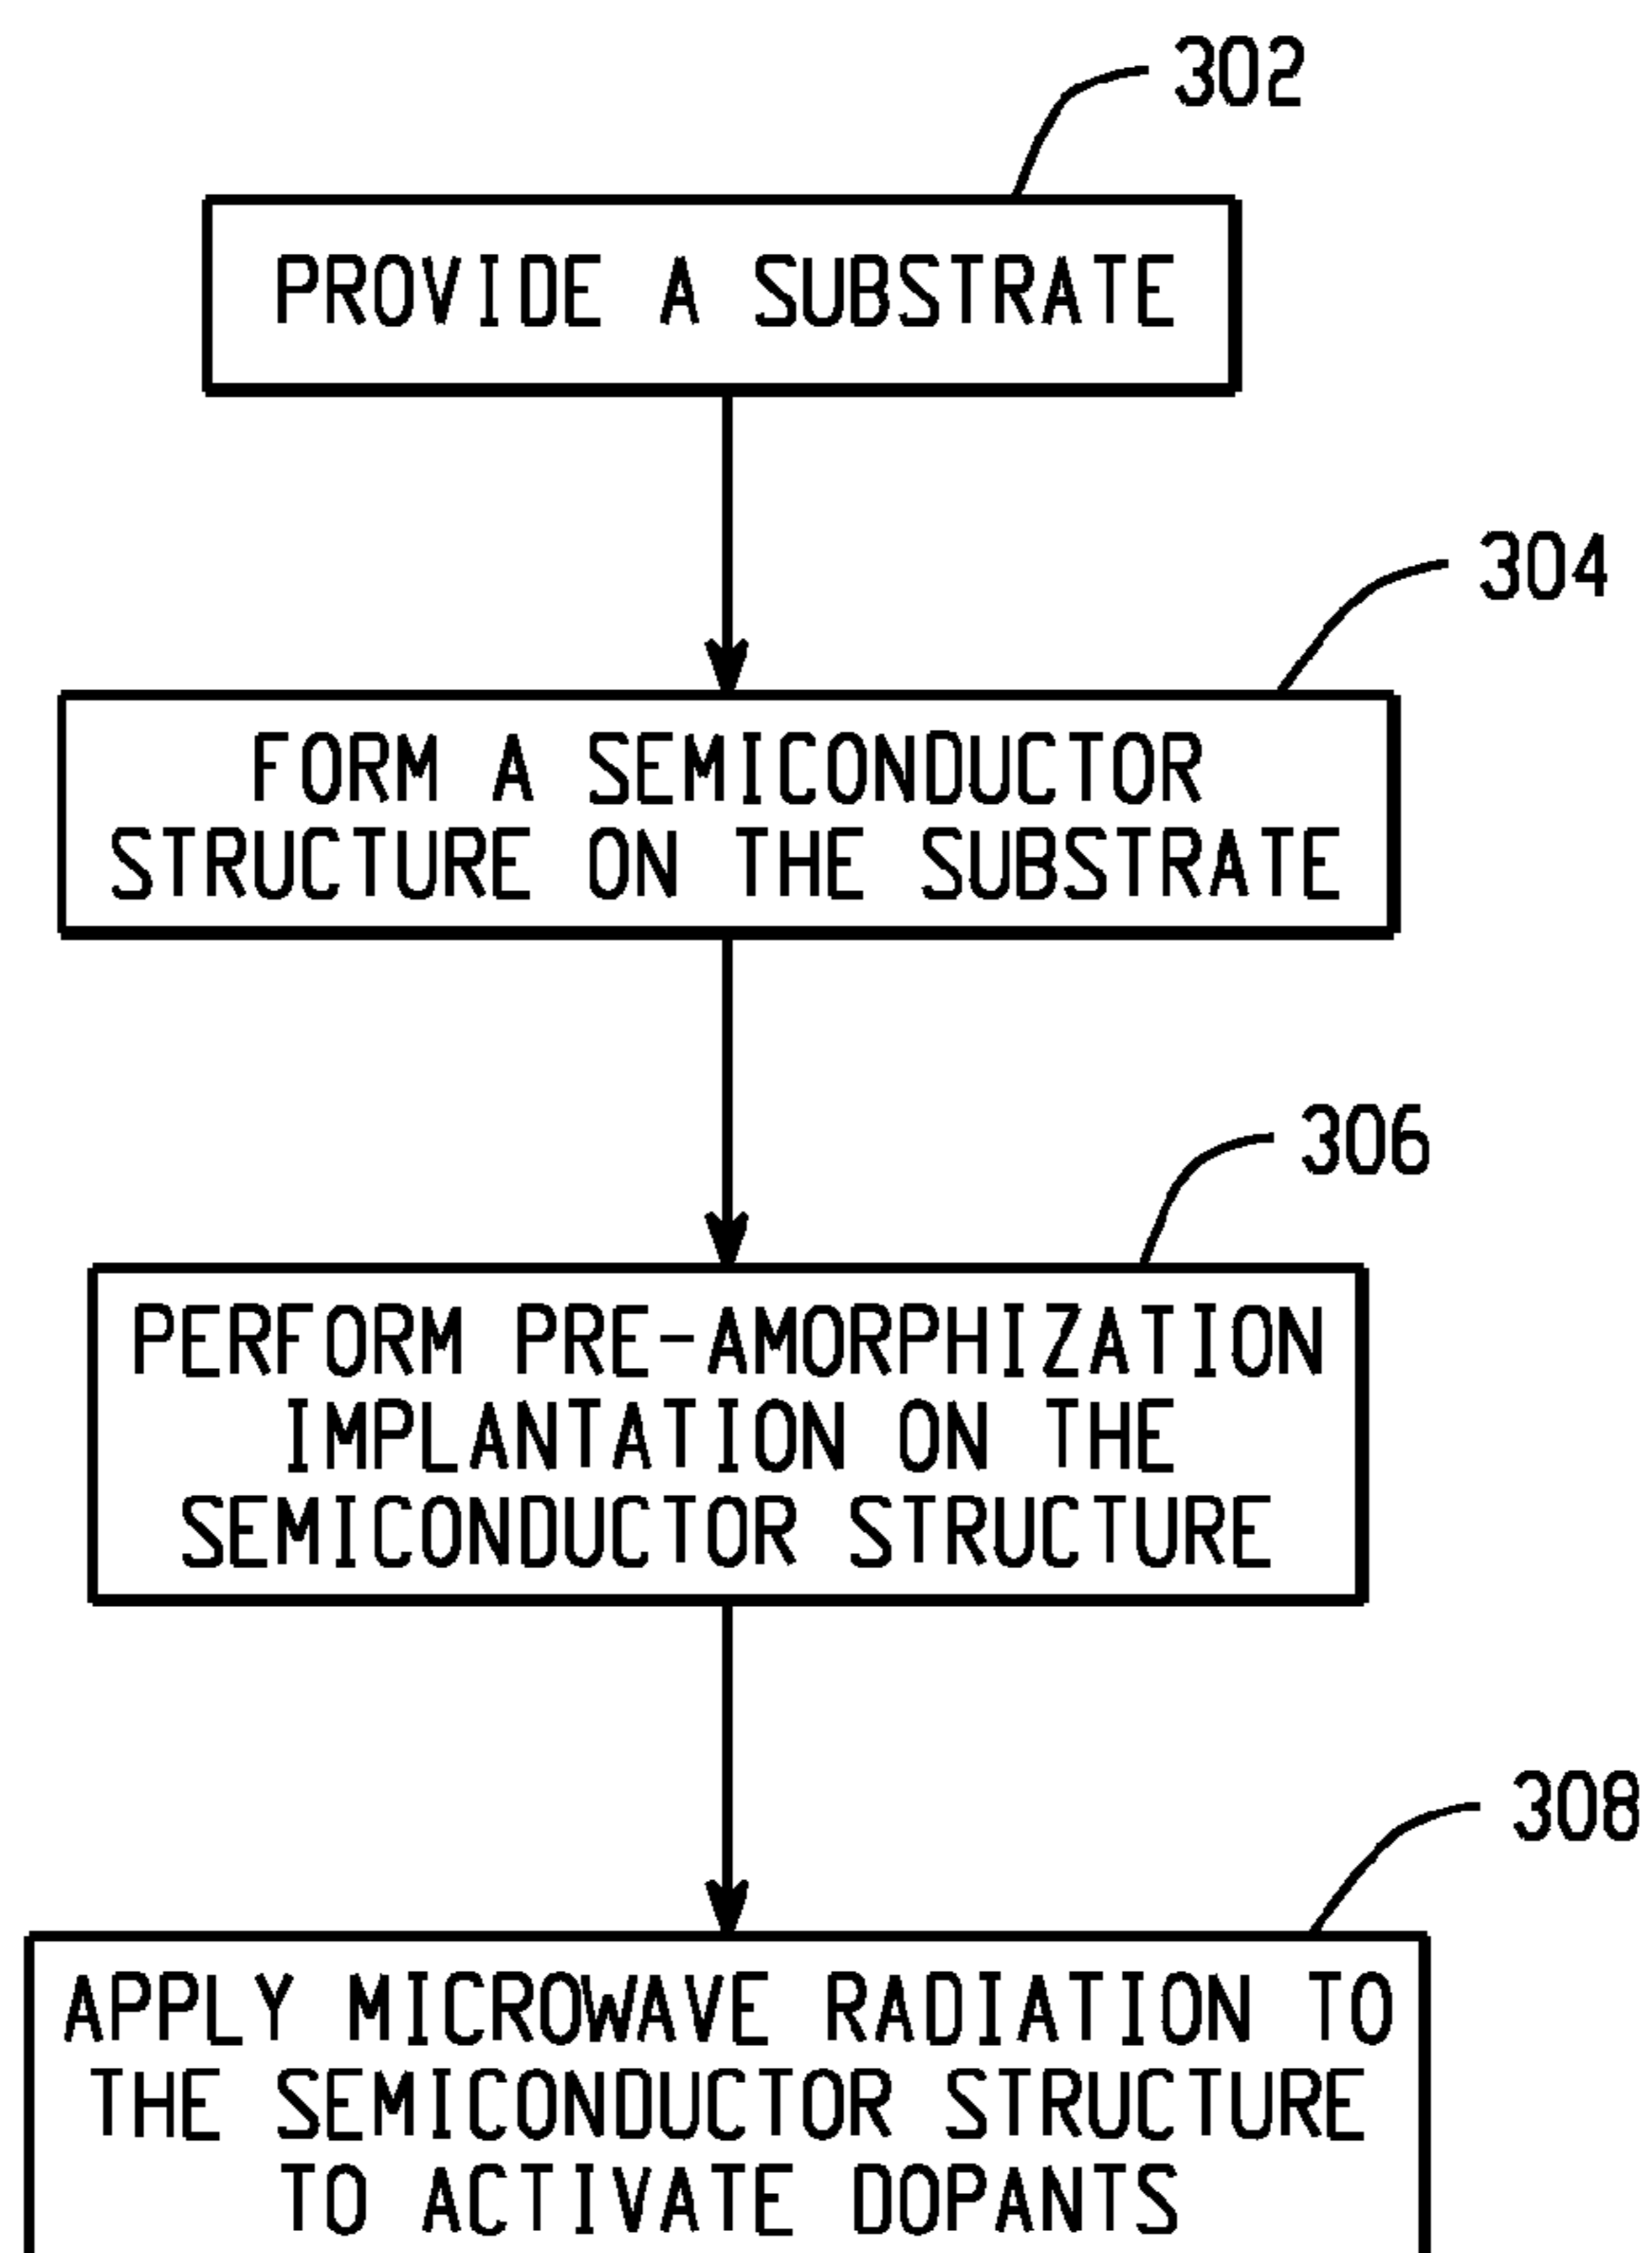 302
PROVIDE A SUBSTRATE
304
FORM A SEMICONDUCTOR
STRUCTURE ON THE SUBSTRATE
306
PERFORM PRE-AMORPHIZATION
IMPLANTATION ON THE
SEMICONDUCTOR STRUCTURE
308
APPLY MICROWAVE RADIATION TO
THE SEMICONDUCTOR STRUCTURE
TO ACTIVATE DOPANTS